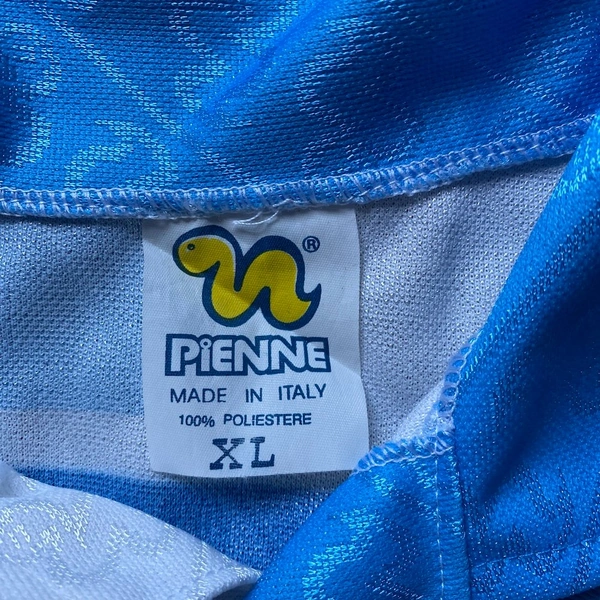 ®
PiENNE
MADE IN ITALY
100% POLIESTERE
XL